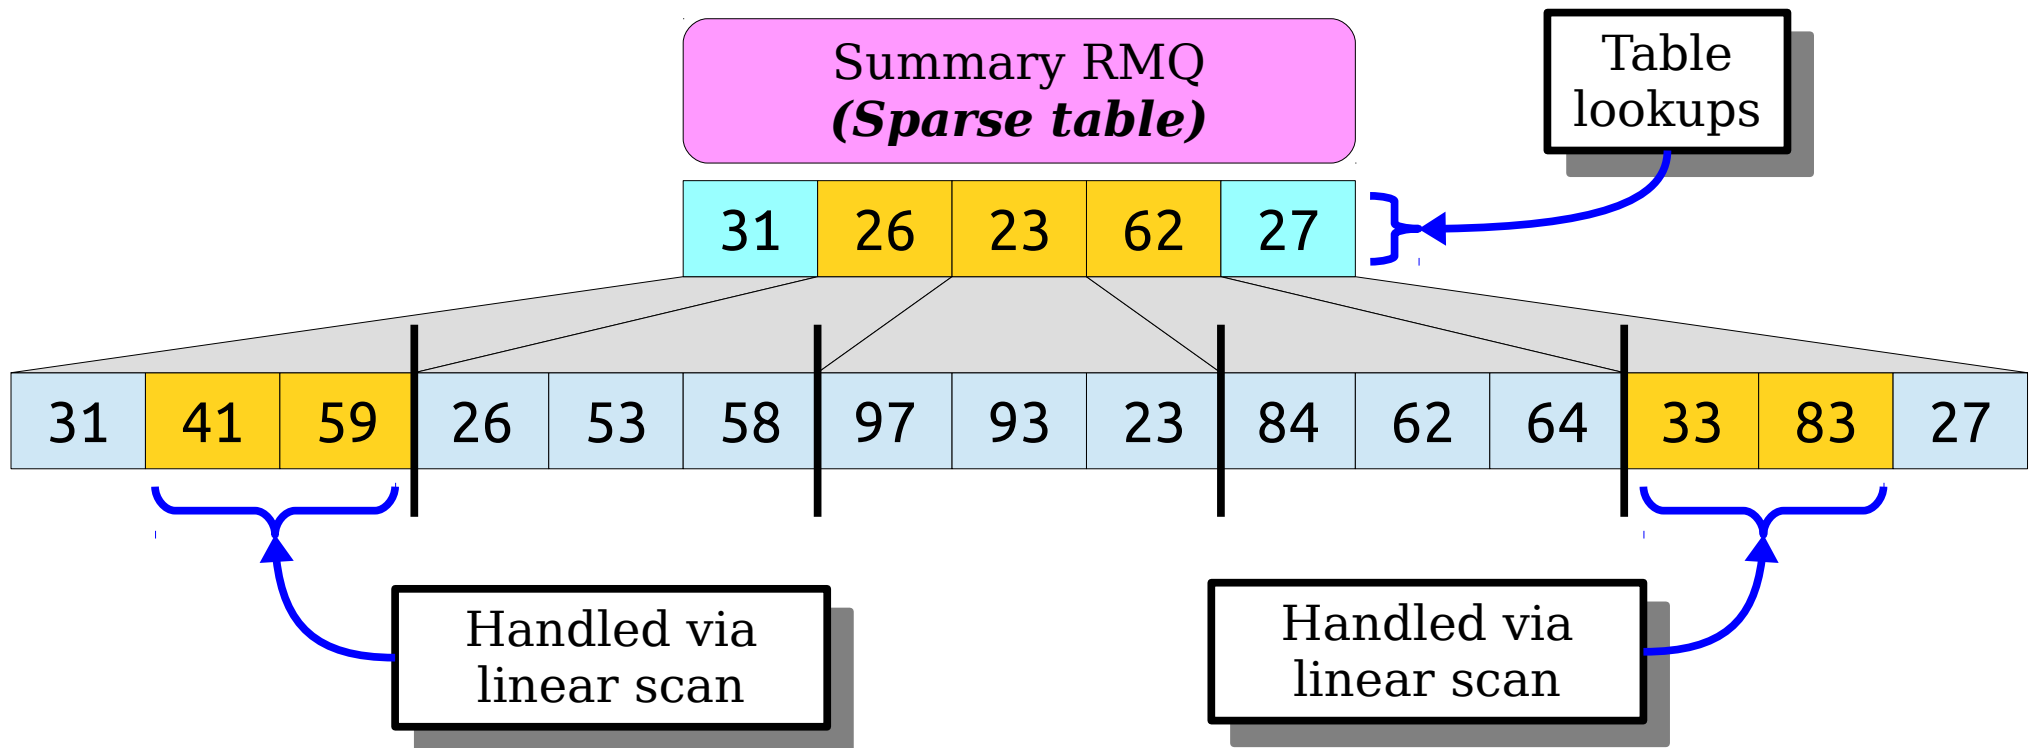 Summary RMQ
(Sparse table)
Table
lookups
31 26 23 62 27
31 41 59 26 53 58 97 93 23 84 62 64 33 83 27
Handled via
linear scan
Handled via
linear scan